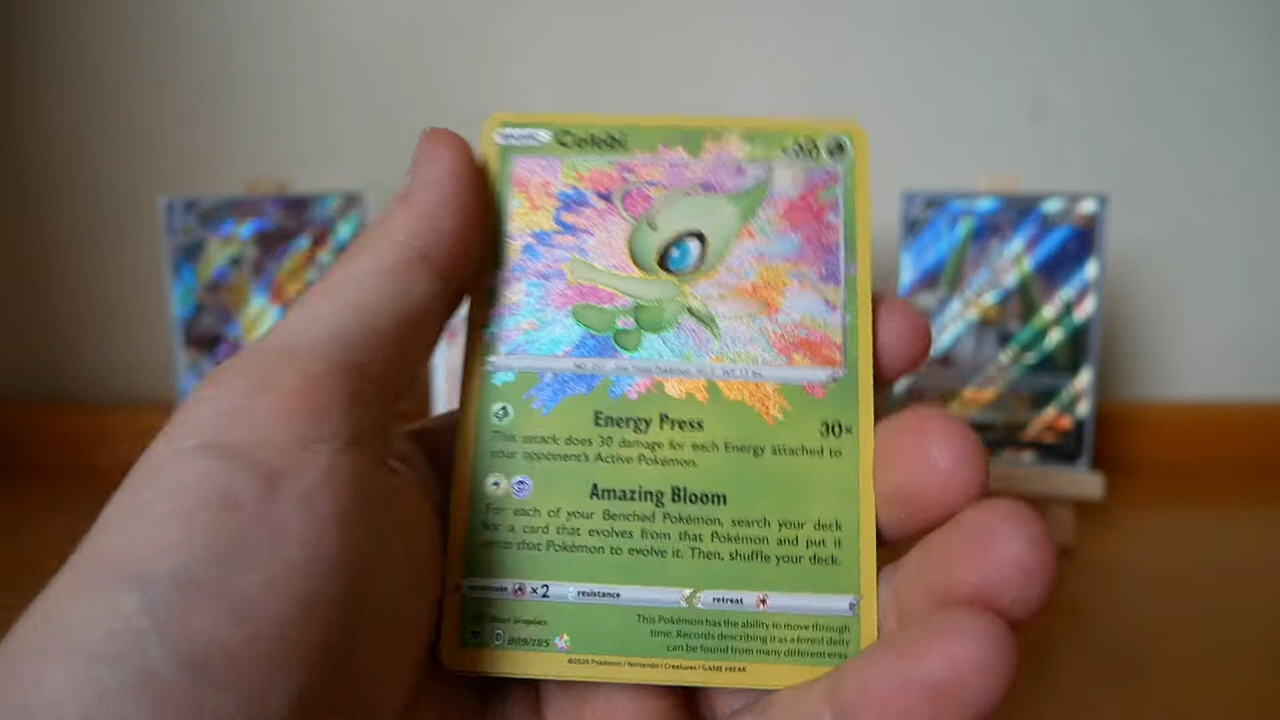 Celebi
Energy Press 30×
This attack does 30 damage for each Energy attached to
your opponent's Active Pokémon.
Amazing Bloom
For each of your Benched Pokémon, search your deck
for a card that evolves from that Pokémon and put it
onto that Pokémon to evolve it. Then, shuffle your deck.
weakness ×2 resistance retreat
This Pokémon has the ability to move through
time. Records describing it as a forest deity
can be found from many different eras
D 009/185
©2020 Pokémon / Nintendo / Creatures / GAME FREAK